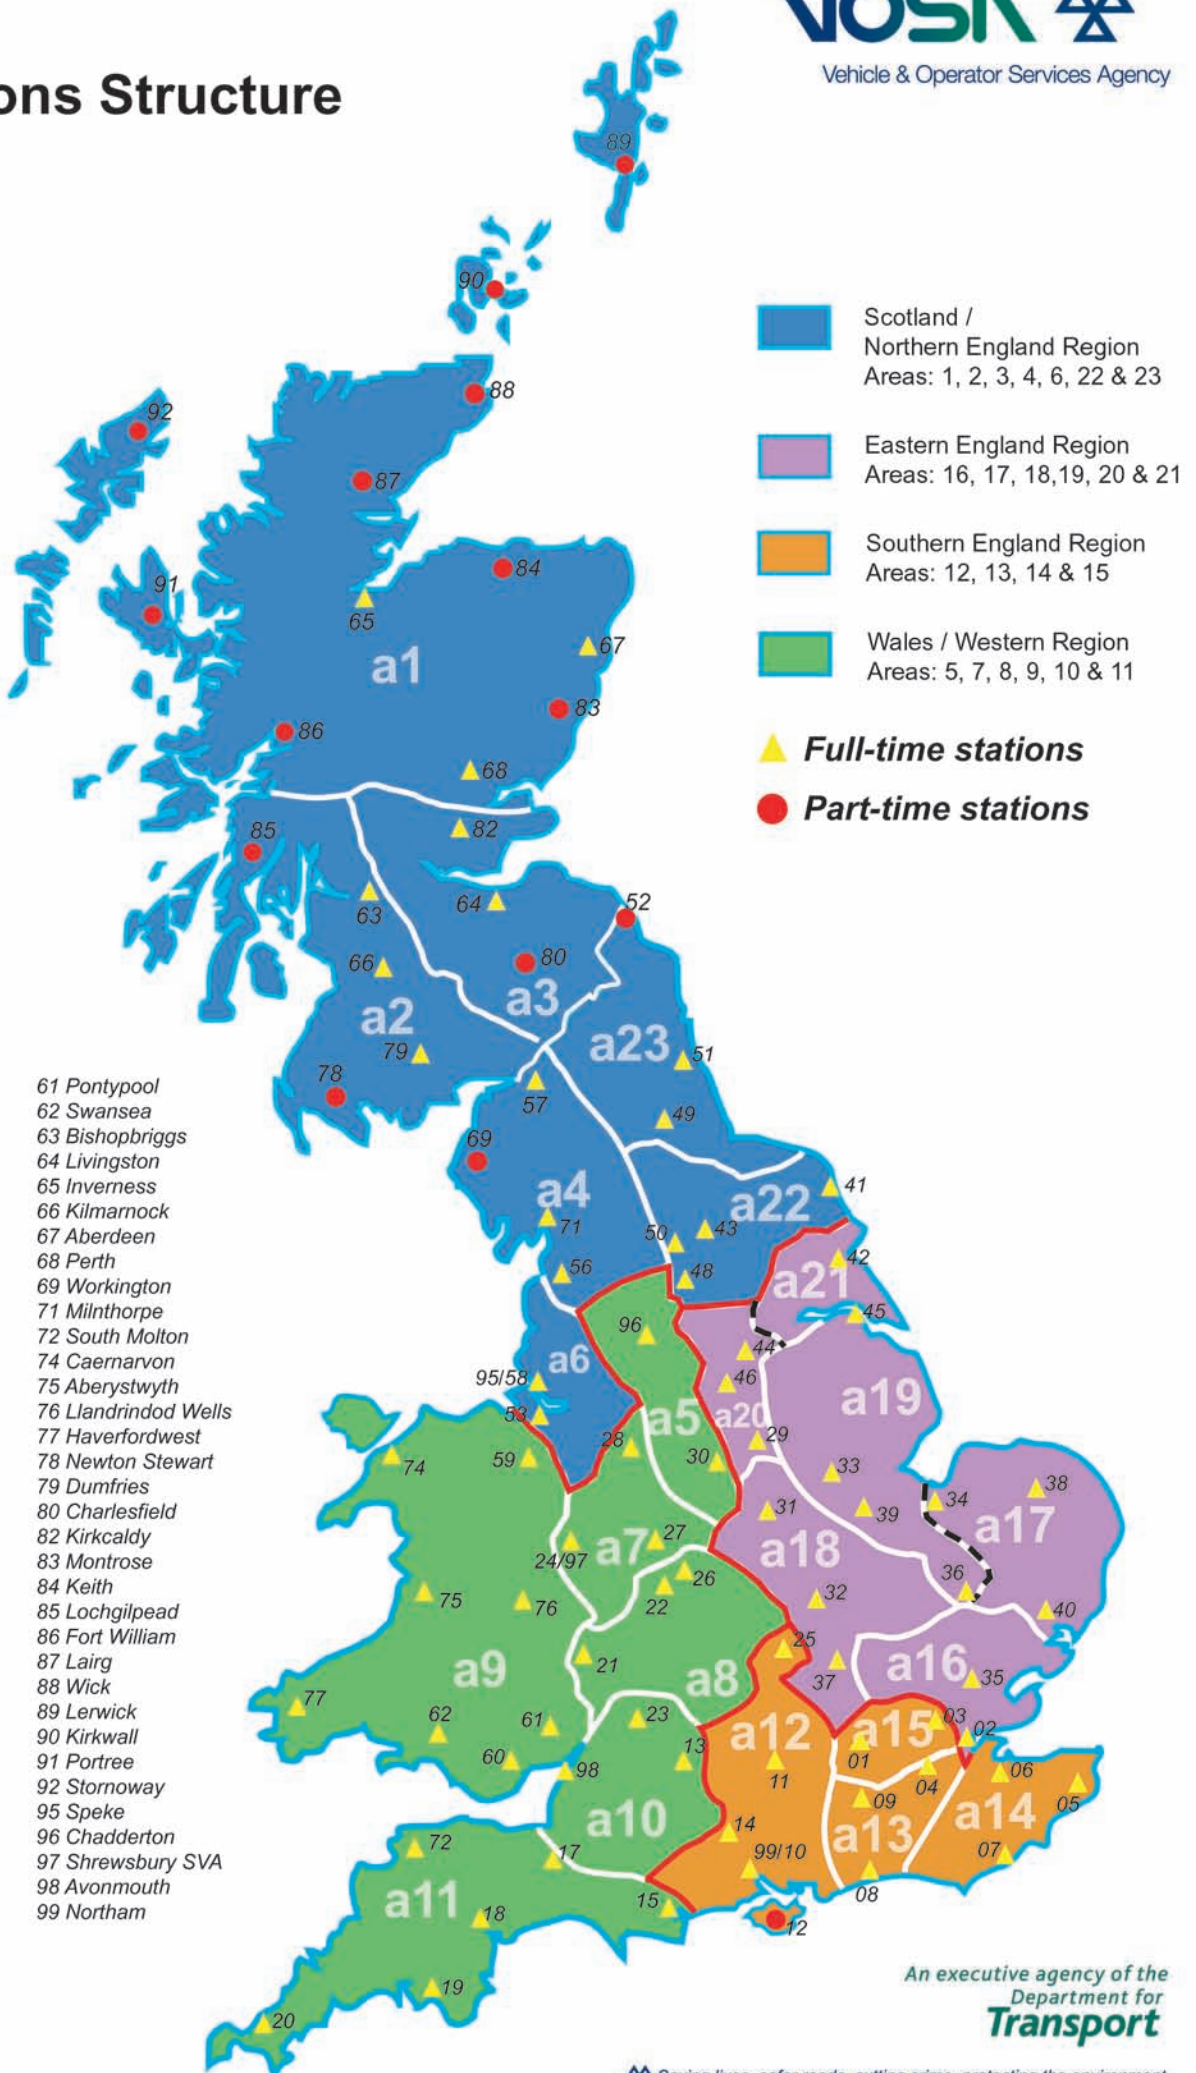 ons Structure
VOSA
Vehicle & Operator Services Agency
89
90
88
92
87
Scotland /
Northern England Region
Areas: 1, 2, 3, 4, 6, 22 & 23
Eastern England Region
Areas: 16, 17, 18,19, 20 & 21
Southern England Region
Areas: 12, 13, 14 & 15
Wales / Western Region
Areas: 5, 7, 8, 9, 10 & 11
Full-time stations
Part-time stations
84
91
65
67
a1
83
86
68
82
85
64
52
63
66
80
a3
a2
a23
79
51
78
57
49
69
a4
41
a22
71
50
43
42
56
48
a21
45
96
44
a6
95/58
46
a19
53
a5
a20
29
28
59
30
74
33
38
34
31
39
a17
27
a7
a18
24/97
26
36
75
76
22
32
40
25
21
a9
a8
37
a16
35
77
62
61
23
03
02
a12
a15
60
13
01
98
11
04
06
09
05
a10
a14
14
a13
72
17
99/10
07
08
a11
15
18
12
19
20
61 Pontypool
62 Swansea
63 Bishopbriggs
64 Livingston
65 Inverness
66 Kilmarnock
67 Aberdeen
68 Perth
69 Workington
71 Milnthorpe
72 South Molton
74 Caernarvon
75 Aberystwyth
76 Llandrindod Wells
77 Haverfordwest
78 Newton Stewart
79 Dumfries
80 Charlesfield
82 Kirkcaldy
83 Montrose
84 Keith
85 Lochgilpead
86 Fort William
87 Lairg
88 Wick
89 Lerwick
90 Kirkwall
91 Portree
92 Stornoway
95 Speke
96 Chadderton
97 Shrewsbury SVA
98 Avonmouth
99 Northam
An executive agency of the
Department for
Transport